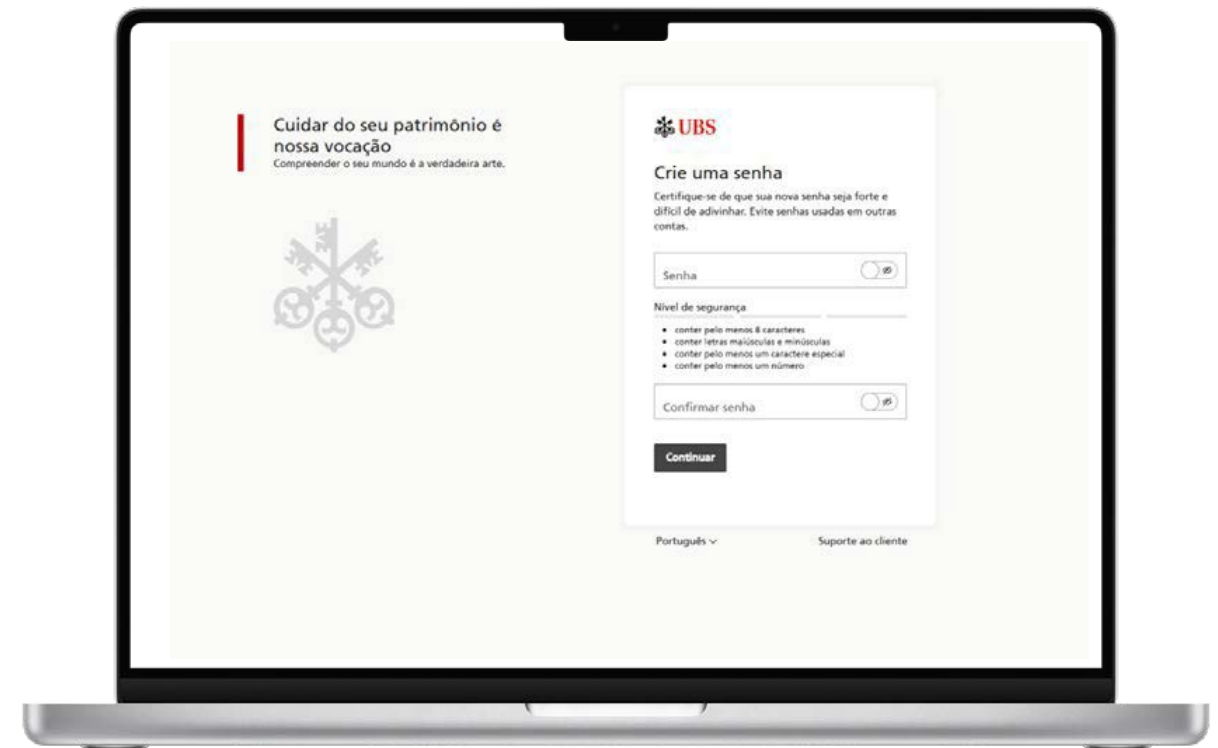 Cuidar do seu patrimônio é
nossa vocação
Compreender o seu mundo é a verdadeira arte.
UBS
Crie uma senha
Certifique-se de que sua nova senha seja forte e
difícil de adivinhar. Evite senhas usadas em outras
contas.
Senha
Nível de segurança
• conter pelo menos 8 caracteres
• conter letras maiúsculas e minúsculas
• conter pelo menos um caractere especial
• conter pelo menos um número
Confirmar senha
Continuar
Português
Suporte ao cliente